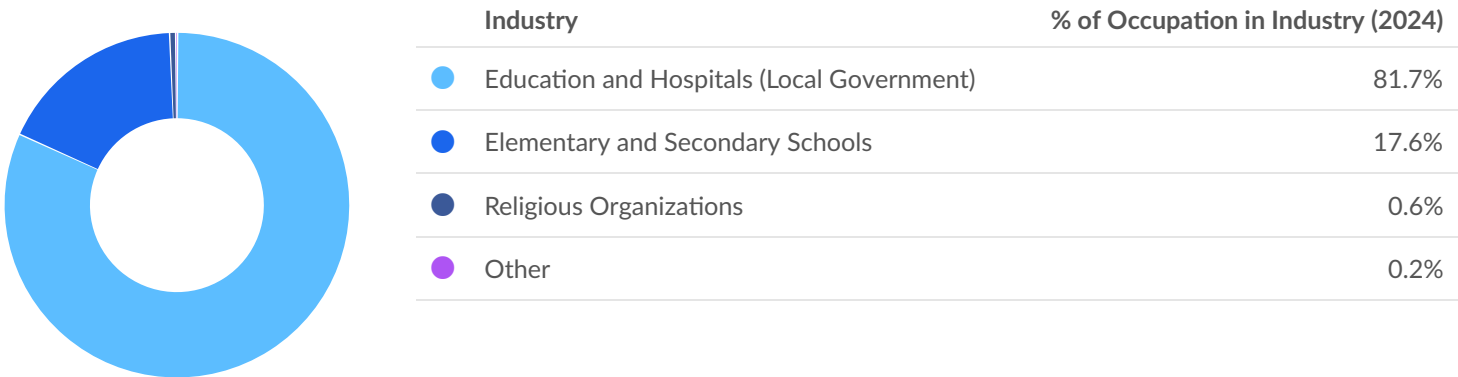 Industry % of Occupation in Industry (2024)
Education and Hospitals (Local Government) 81.7%
Elementary and Secondary Schools 17.6%
Religious Organizations 0.6%
Other 0.2%